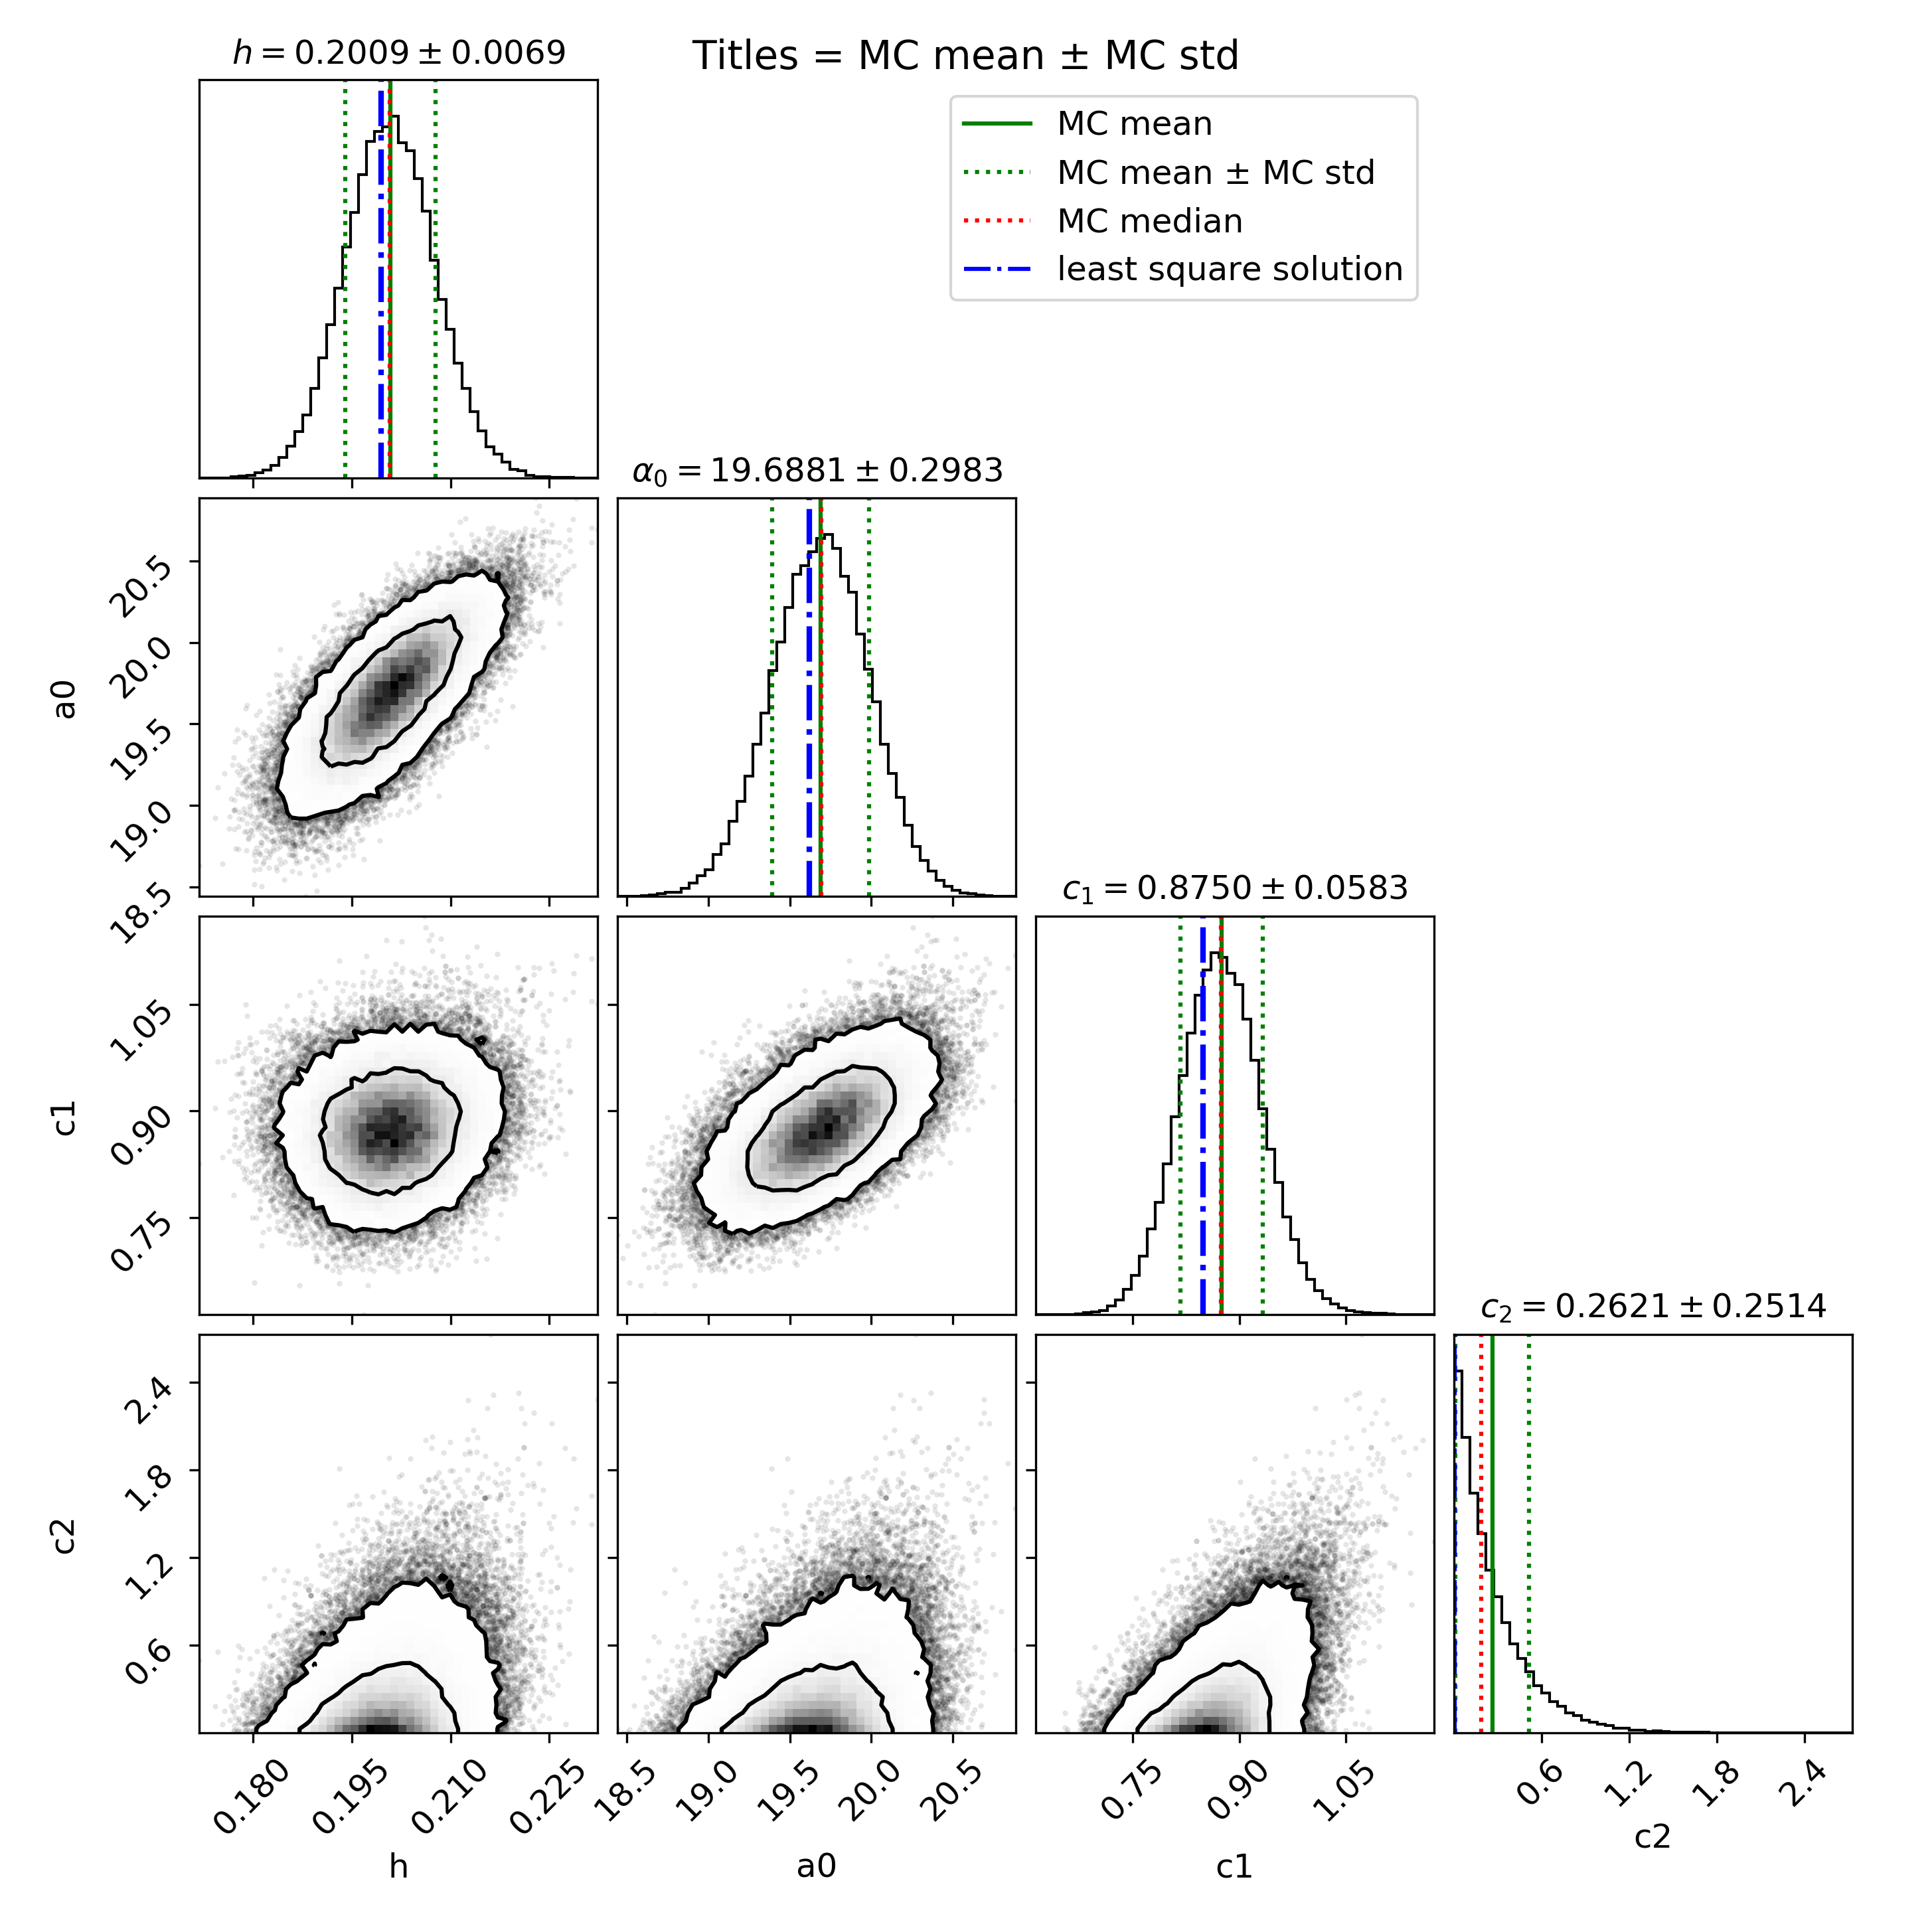 Titles = MC mean ± MC std
h = 0.2009 ± 0.0069
MC mean
MC mean ± MC std
MC median
least square solution
α₀ = 19.6881 ± 0.2983
a0
20.5
20.0
19.5
19.0
18.5
c₁ = 0.8750 ± 0.0583
c1
1.05
0.90
0.75
c₂ = 0.2621 ± 0.2514
c2
2.4
1.8
1.2
0.6
0.180 0.195 0.210 0.225
18.5 19.0 19.5 20.0 20.5
0.75 0.90 1.05
0.6 1.2 1.8 2.4
h
a0
c1
c2